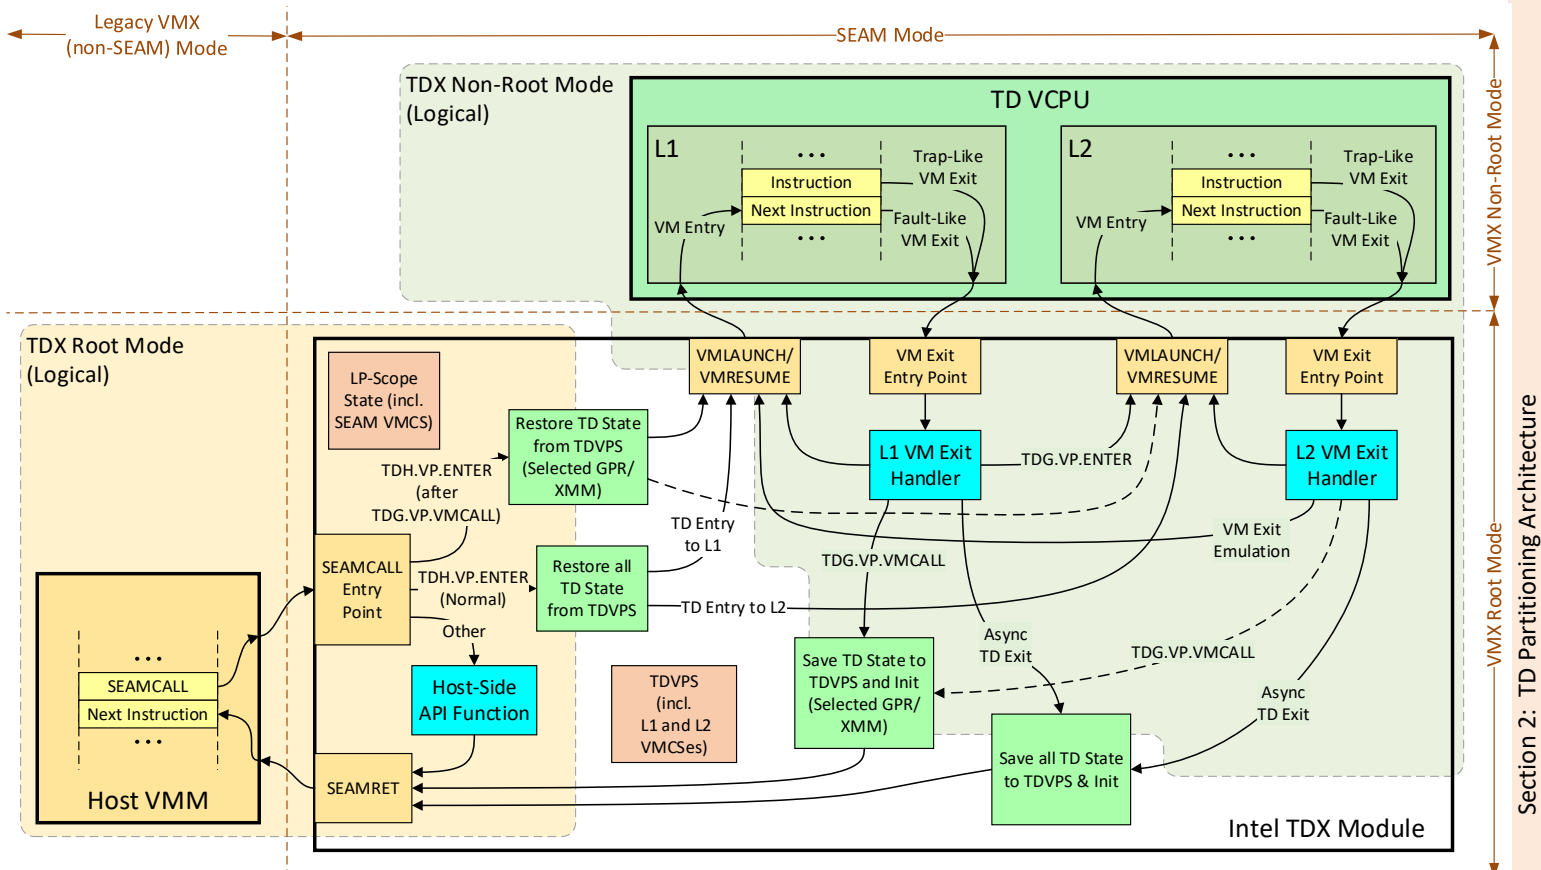 Legacy VMX
(non-SEAM) Mode
SEAM Mode
TDX Non-Root Mode
(Logical)
TD VCPU
L1
...
Instruction
Next Instruction
...
Trap-Like
VM Exit
Fault-Like
VM Exit
VM Entry
L2
...
Instruction
Next Instruction
...
Trap-Like
VM Exit
Fault-Like
VM Exit
VM Entry
VMX Non-Root Mode
TDX Root Mode
(Logical)
LP-Scope
State (incl.
SEAM VMCS)
VMLAUNCH/
VMRESUME
VM Exit
Entry Point
VMLAUNCH/
VMRESUME
VM Exit
Entry Point
Restore TD State
from TDVPS
(Selected GPR/
XMM)
L1 VM Exit
Handler
TDG.VP.ENTER
L2 VM Exit
Handler
TDH.VP.ENTER
(after
TDG.VP.VMCALL)
TD Entry
to L1
VM Exit
Emulation
SEAMCALL
Entry
Point
TDH.VP.ENTER
(Normal)
Restore all
TD State
from TDVPS
TDG.VP.VMCALL
TD Entry to L2
Other
Async
TD Exit
TDG.VP.VMCALL
Async
TD Exit
...
SEAMCALL
Next Instruction
...
Host VMM
Host-Side
API Function
TDVPS
(incl.
L1 and L2
VMCSes)
Save TD State to
TDVPS and Init
(Selected GPR/
XMM)
Save all TD State
to TDVPS & Init
SEAMRET
Intel TDX Module
VMX Root Mode
Section 2: TD Partitioning Architecture